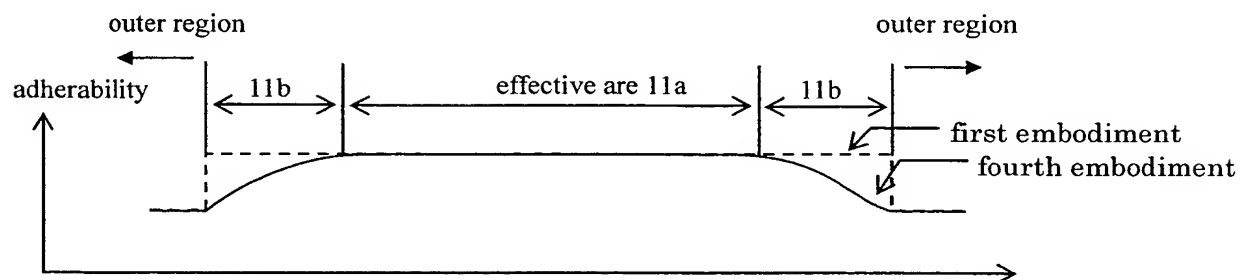 outer region
outer region
11b
effective are 11a
11b
adherability
first embodiment
fourth embodiment